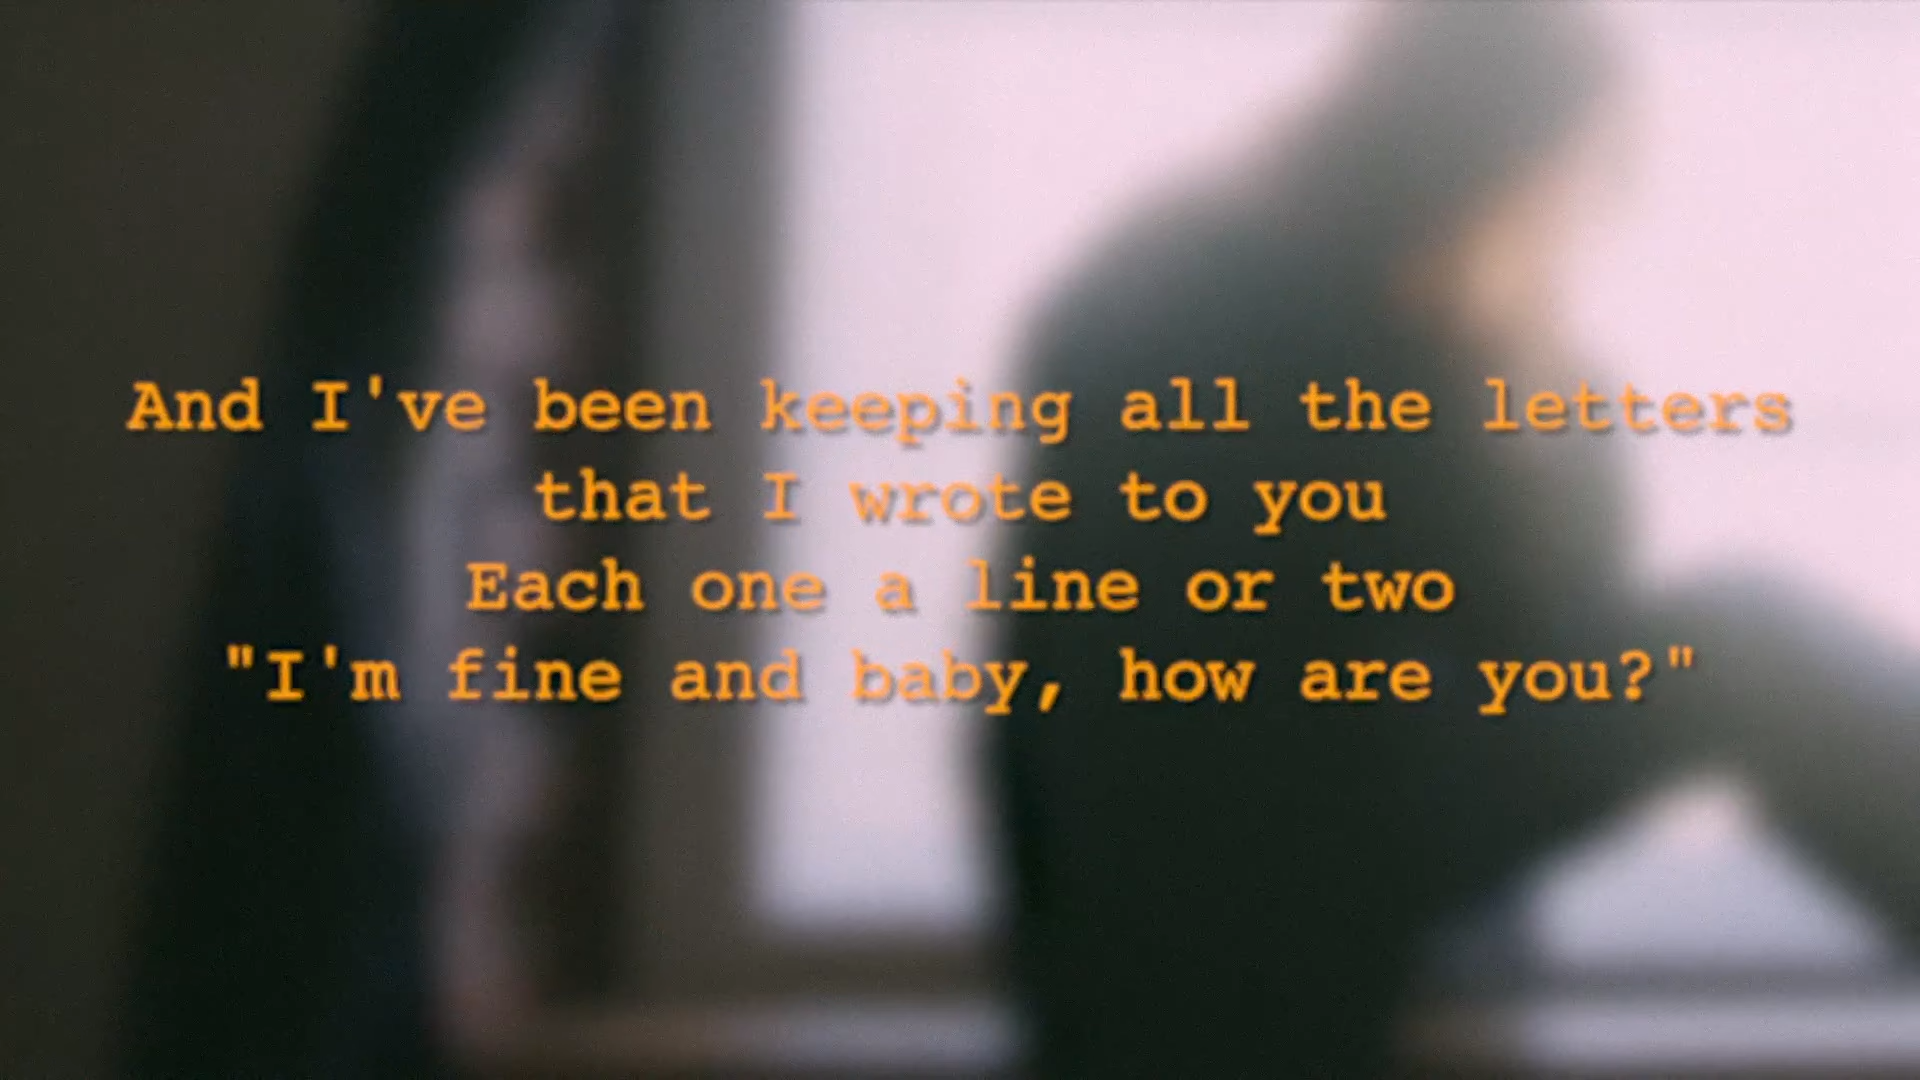 And I've been keeping all the letters
that I wrote to you
Each one a line or two
"I'm fine and baby, how are you?"